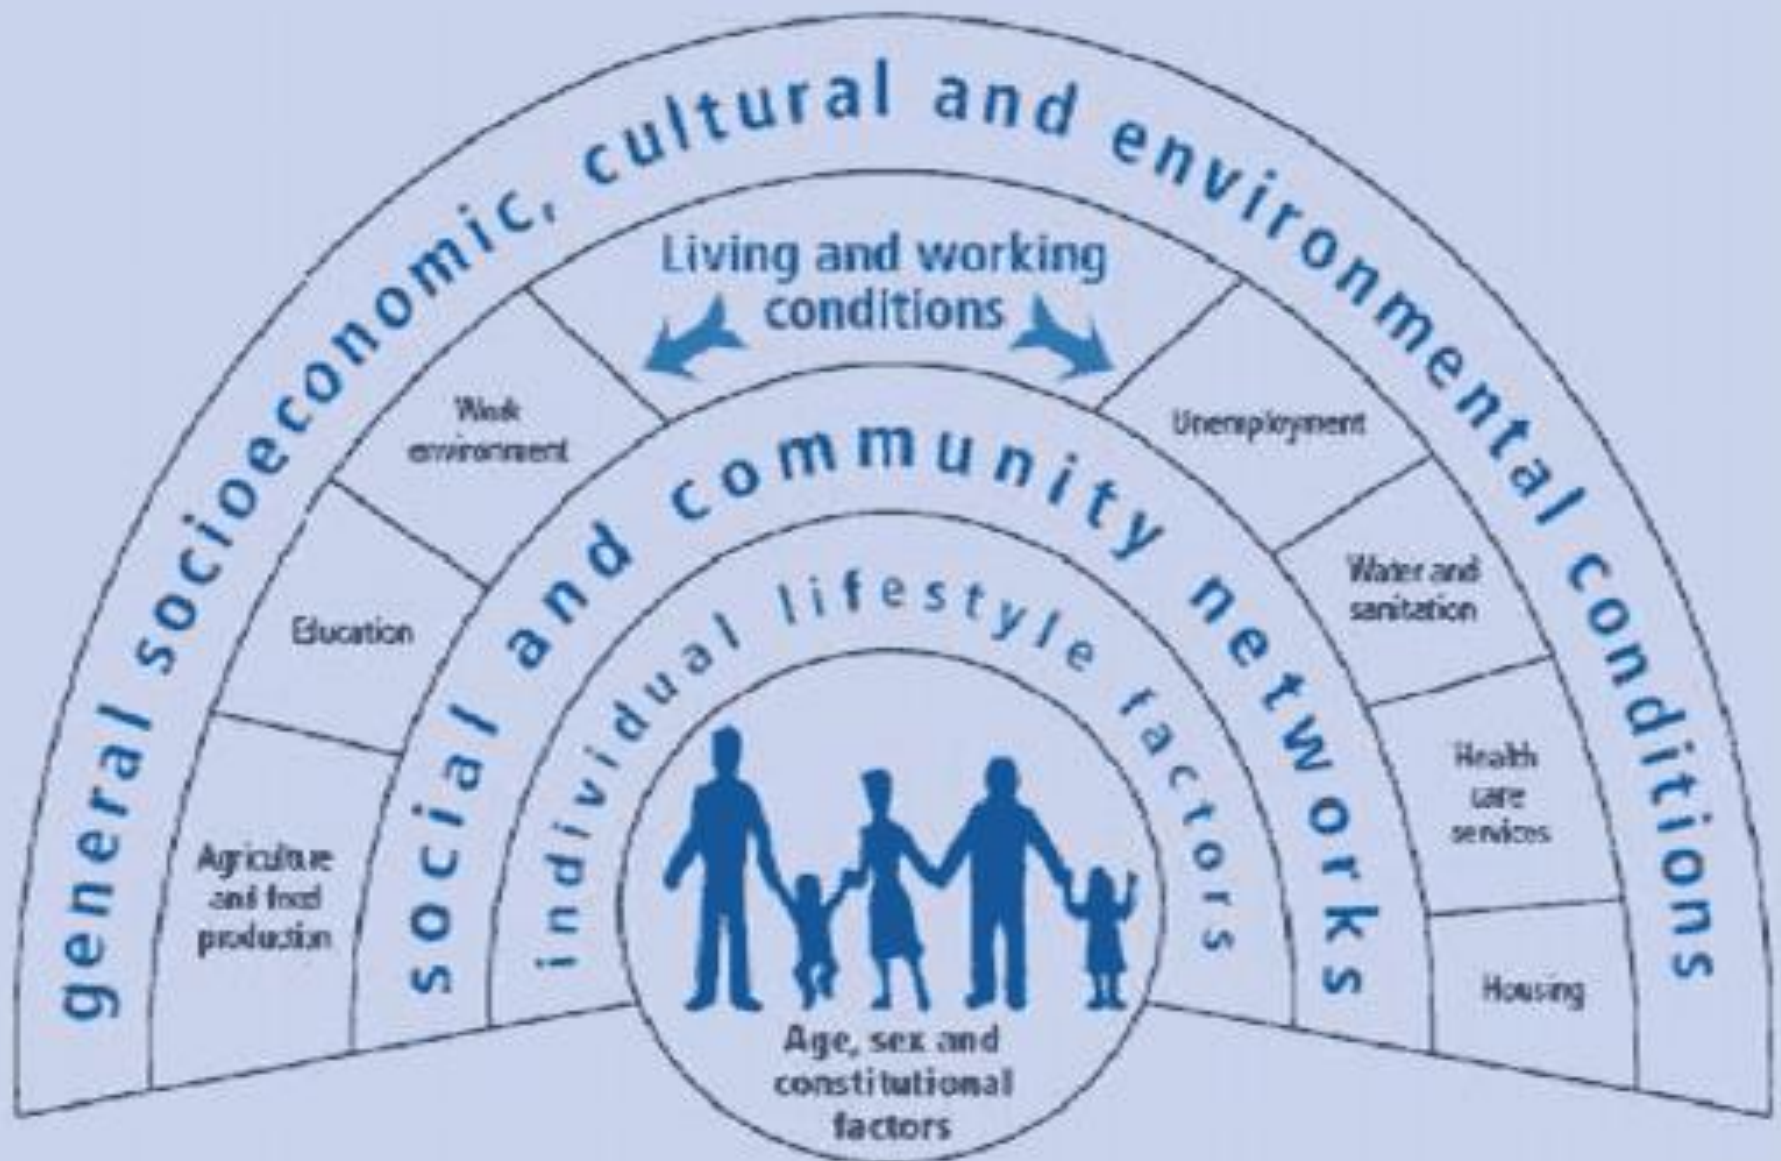 general socioeconomic, cultural and environmental conditions
Living and working
conditions
Work
environment
Unemployment
Education
Water and
sanitation
Agriculture
and food
production
Health
care
services
Housing
social and community networks
individual lifestyle factors
Age, sex and
constitutional
factors